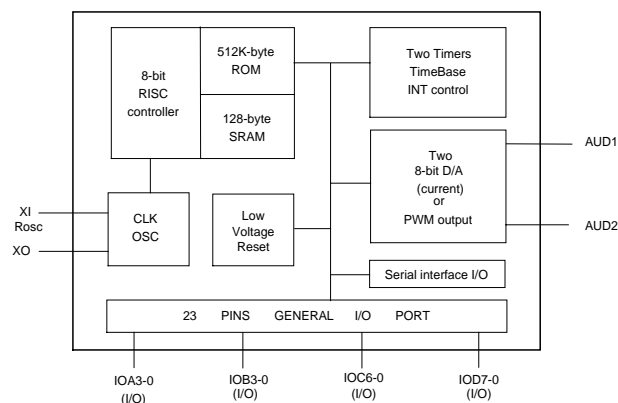 8-bit
RISC
controller
512K-byte
ROM
128-byte
SRAM
Two Timers
TimeBase
INT control
Two
8-bit D/A
(current)
or
PWM output
AUD1
AUD2
XI
Rosc
XO
CLK
OSC
Low
Voltage
Reset
Serial interface I/O
23 PINS GENERAL I/O PORT
IOA3-0
(I/O)
IOB3-0
(I/O)
IOC6-0
(I/O)
IOD7-0
(I/O)